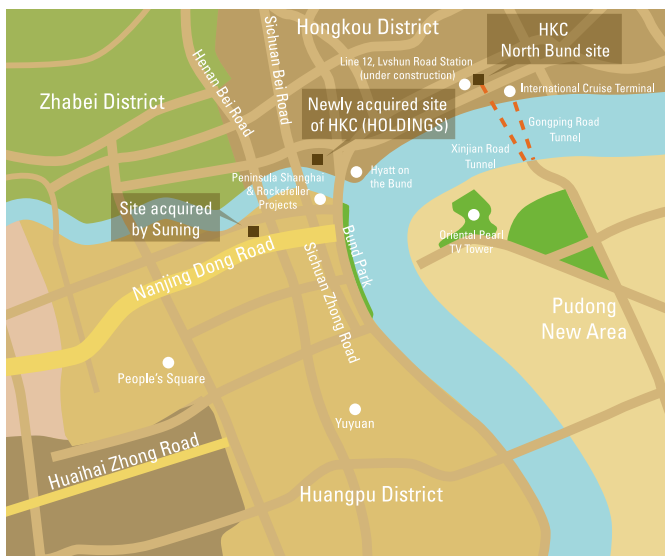 Hongkou District
HKC
North Bund site
Line 12, Lvshun Road Station
(under construction)
International Cruise Terminal
Henan Bei Road
Sichuan Bei Road
Zhabei District
Newly acquired site
of HKC (HOLDINGS)
Gongping Road
Tunnel
Xinjian Road
Tunnel
Hyatt on
the Bund
Peninsula Shanghai
& Rockefeller
Projects
Site acquired
by Suning
Oriental Pearl
TV Tower
Nanjing Dong Road
Sichuan Zhong Road
Bund Park
Pudong
New Area
People's Square
Yuyuan
Huaihai Zhong Road
Huangpu District